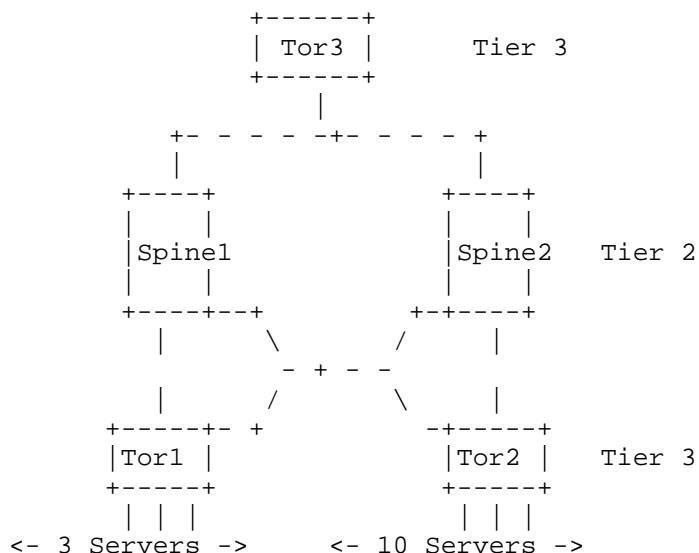 Tor3 Tier 3
Spine1 Spine2 Tier 2
Tor1 Tor2 Tier 3
<- 3 Servers -> <- 10 Servers ->